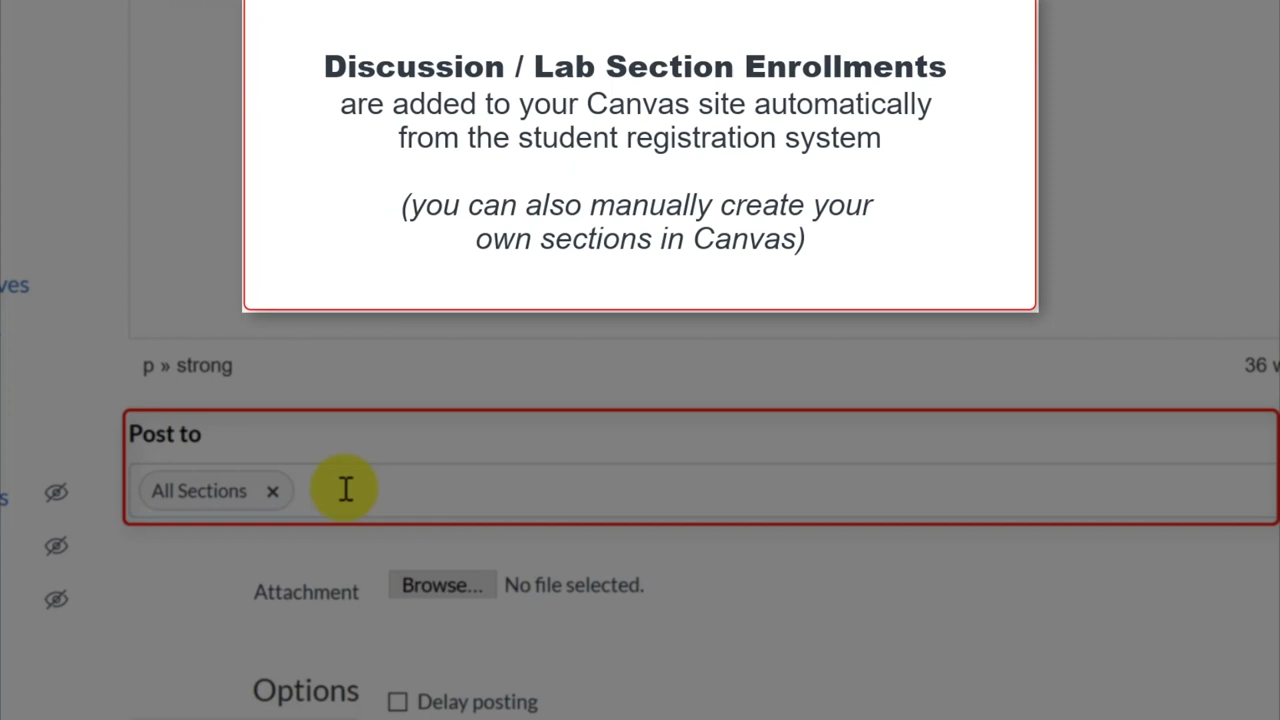 Discussion / Lab Section Enrollments
are added to your Canvas site automatically
from the student registration system
(you can also manually create your
own sections in Canvas)
ves
p » strong
36 w
Post to
All Sections ×
s
Attachment Browse... No file selected.
Options Delay posting